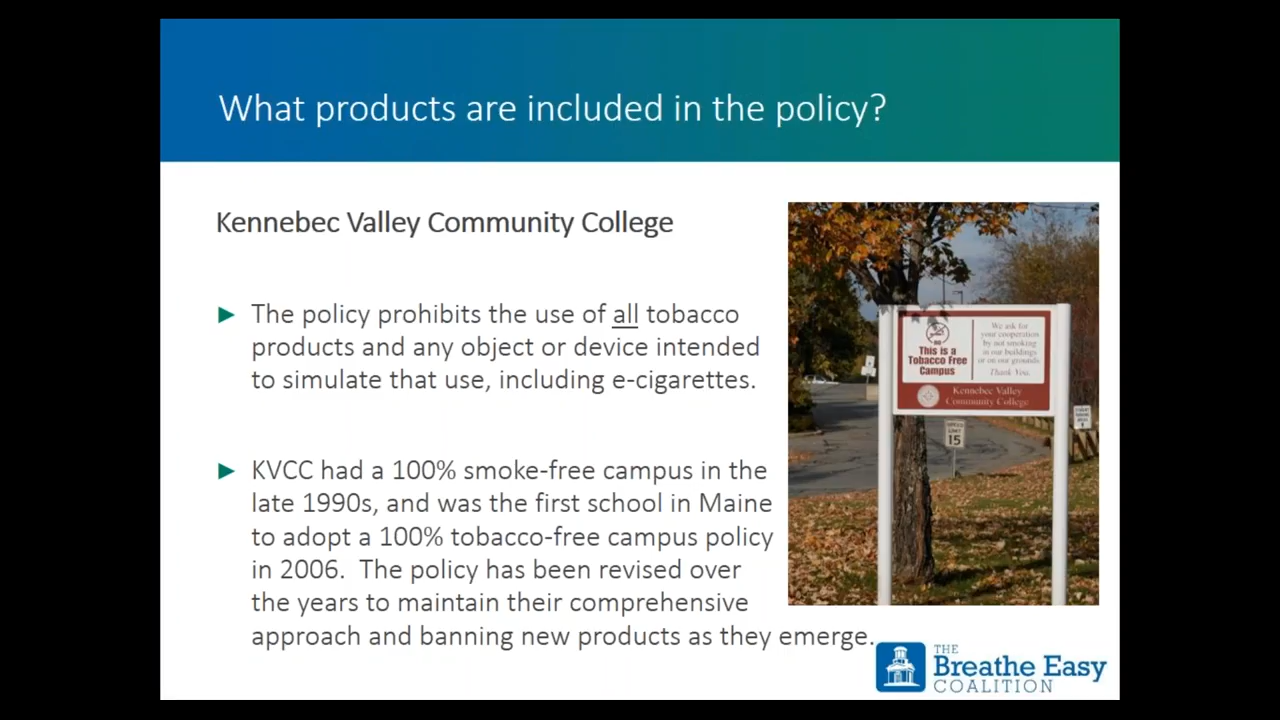 What products are included in the policy?
Kennebec Valley Community College
The policy prohibits the use of all tobacco
products and any object or device intended
to simulate that use, including e-cigarettes.
KVCC had a 100% smoke-free campus in the
late 1990s, and was the first school in Maine
to adopt a 100% tobacco-free campus policy
in 2006. The policy has been revised over
the years to maintain their comprehensive
approach and banning new products as they emerge.
This is a
Tobacco Free
Campus
We ask for
your cooperation
by not smoking
in our buildings
or on our grounds
Thank You.
Kennebec Valley
Community College
15
THE
Breathe Easy
COALITION